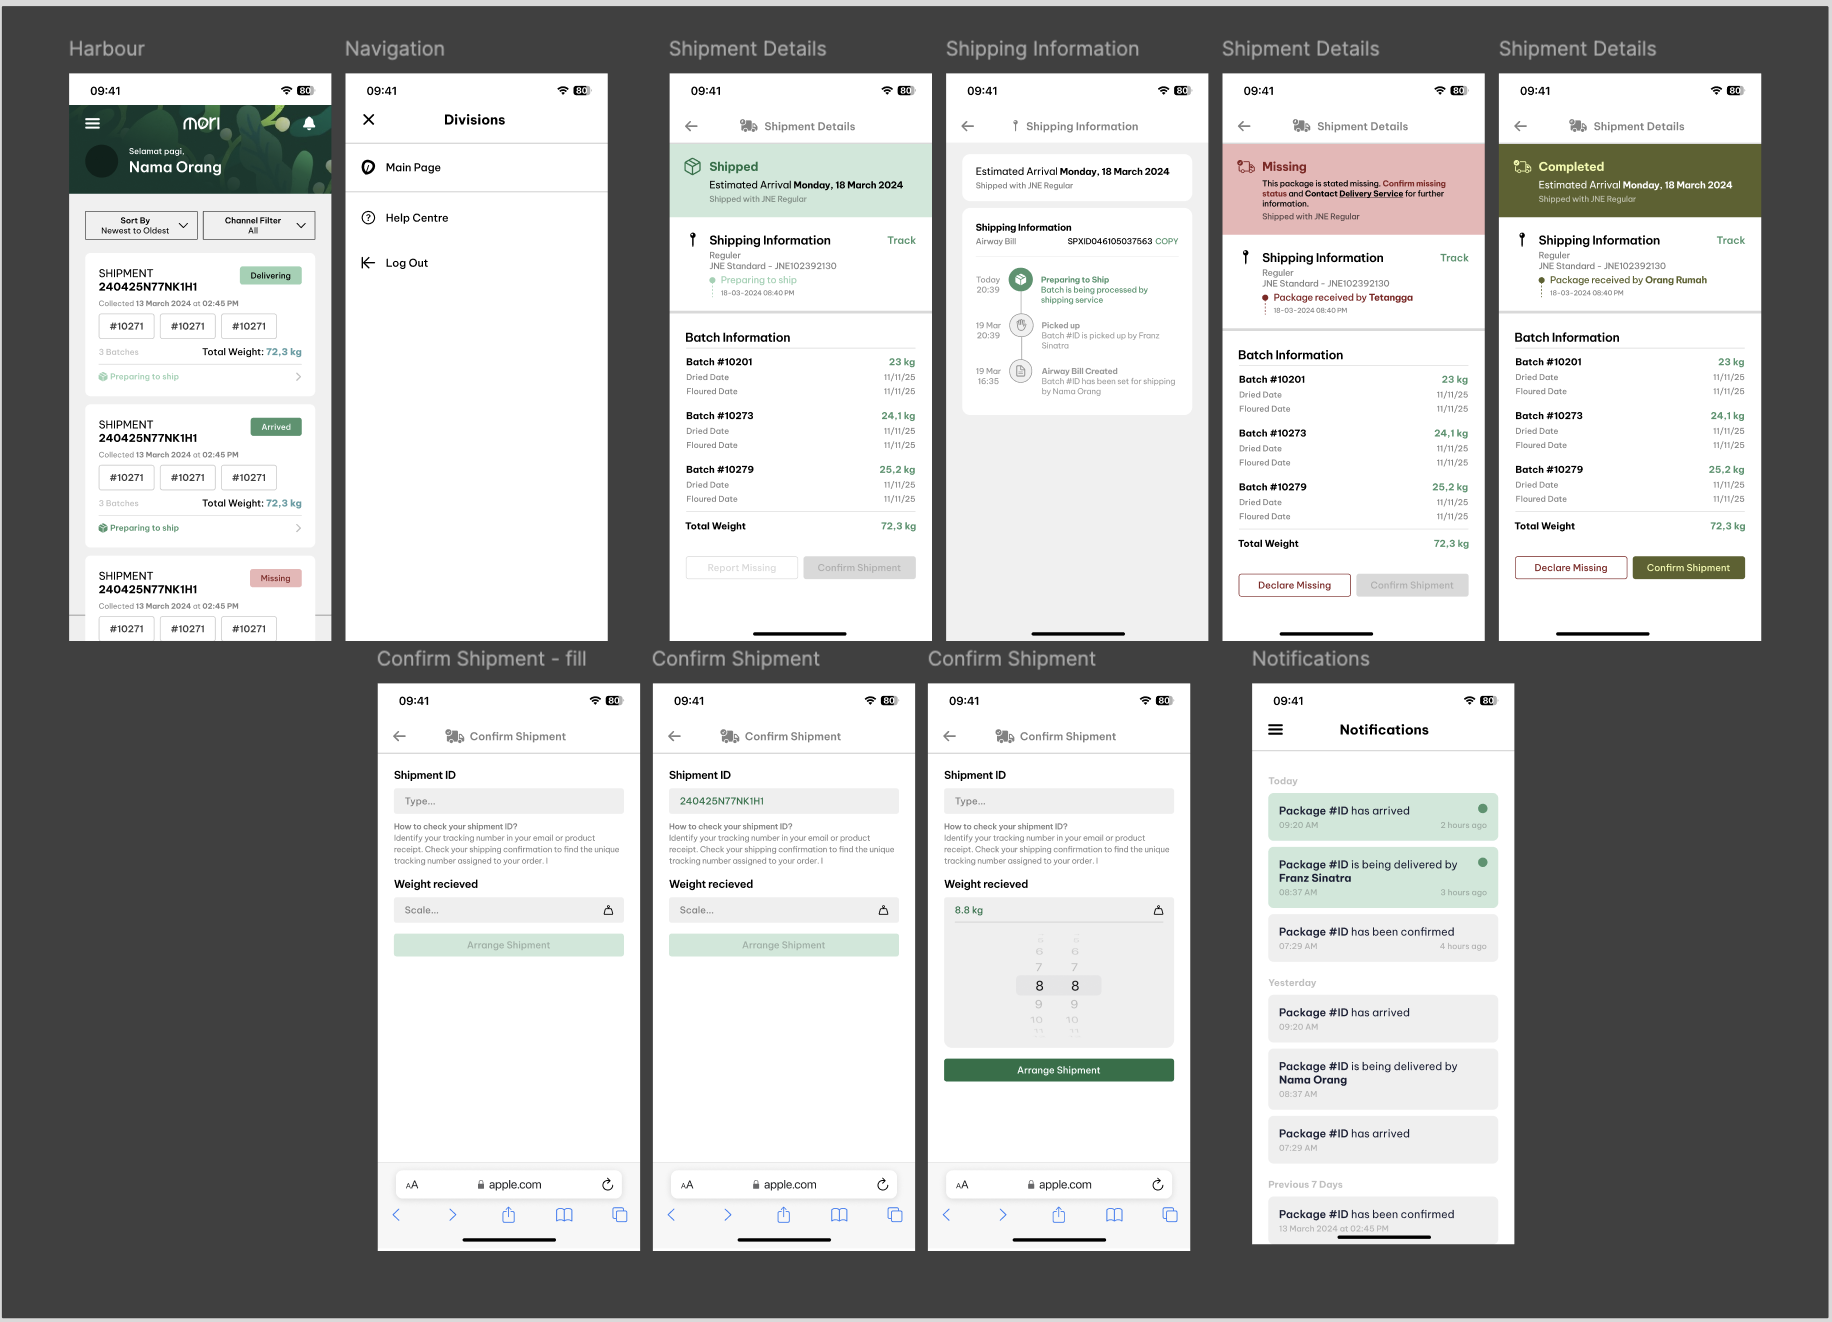 Harbour
09:41
80
mori
Selamat pagi,
Nama Orang
Sort By
Newest to Oldest
Channel Filter
All
SHIPMENT
240425N77NK1H1
Delivering
Collected 13 March 2024 at 02:45 PM
#10271 #10271 #10271
3 Batches Total Weight: 72,3 kg
Preparing to ship
SHIPMENT
240425N77NK1H1
Arrived
Collected 13 March 2024 at 02:45 PM
#10271 #10271 #10271
3 Batches Total Weight: 72,3 kg
Preparing to ship
SHIPMENT
240425N77NK1H1
Missing
Collected 13 March 2024 at 02:45 PM
#10271 #10271 #10271
Navigation
09:41
80
Divisions
Main Page
Help Centre
Log Out
Shipment Details
09:41
80
Shipment Details
Shipped
Estimated Arrival Monday, 18 March 2024
Shipped with JNE Regular
Shipping Information Track
Reguler
JNE Standard - JNE102392130
Preparing to ship
18-03-2024 08:40 PM
Batch Information
Batch #10201 23 kg
Dried Date 11/11/25
Floured Date 11/11/25
Batch #10273 24,1 kg
Dried Date 11/11/25
Floured Date 11/11/25
Batch #10279 25,2 kg
Dried Date 11/11/25
Floured Date 11/11/25
Total Weight 72,3 kg
Report Missing Confirm Shipment
Shipping Information
09:41
80
Shipping Information
Estimated Arrival Monday, 18 March 2024
Shipped with JNE Regular
Shipping Information
Airway Bill SPXID046105037563 COPY
Today
20:39
Preparing to Ship
Batch is being processed by
shipping service
19 Mar
20:39
Picked up
Batch #ID is picked up by Franz
Sinatra
19 Mar
16:35
Airway Bill Created
Batch #ID has been set for shipping
by Nama Orang
Shipment Details
09:41
80
Shipment Details
Missing
This package is stated missing. Confirm missing
status and Contact Delivery Service for further
information.
Shipped with JNE Regular
Shipping Information Track
Reguler
JNE Standard - JNE102392130
Package received by Tetangga
18-03-2024 08:40 PM
Batch Information
Batch #10201 23 kg
Dried Date 11/11/25
Floured Date 11/11/25
Batch #10273 24,1 kg
Dried Date 11/11/25
Floured Date 11/11/25
Batch #10279 25,2 kg
Dried Date 11/11/25
Floured Date 11/11/25
Total Weight 72,3 kg
Declare Missing Confirm Shipment
Shipment Details
09:41
80
Shipment Details
Completed
Estimated Arrival Monday, 18 March 2024
Shipped with JNE Regular
Shipping Information Track
Reguler
JNE Standard - JNE102392130
Package received by Orang Rumah
18-03-2024 08:40 PM
Batch Information
Batch #10201 23 kg
Dried Date 11/11/25
Floured Date 11/11/25
Batch #10273 24,1 kg
Dried Date 11/11/25
Floured Date 11/11/25
Batch #10279 25,2 kg
Dried Date 11/11/25
Floured Date 11/11/25
Total Weight 72,3 kg
Declare Missing Confirm Shipment
Confirm Shipment - fill
09:41
80
Confirm Shipment
Shipment ID
Type...
How to check your shipment ID?
Identify your tracking number in your email or product
receipt. Check your shipping confirmation to find the unique
tracking number assigned to your order. I
Weight recieved
Scale...
Arrange Shipment
AA apple.com
Confirm Shipment
09:41
80
Confirm Shipment
Shipment ID
240425N77NK1H1
How to check your shipment ID?
Identify your tracking number in your email or product
receipt. Check your shipping confirmation to find the unique
tracking number assigned to your order. I
Weight recieved
Scale...
Arrange Shipment
AA apple.com
Confirm Shipment
09:41
80
Confirm Shipment
Shipment ID
Type...
How to check your shipment ID?
Identify your tracking number in your email or product
receipt. Check your shipping confirmation to find the unique
tracking number assigned to your order. I
Weight recieved
8.8 kg
6 6
7 7
8 8
9 9
10 10
11 11
Arrange Shipment
AA apple.com
Notifications
09:41
80
Notifications
Today
Package #ID has arrived
09:20 AM 2 hours ago
Package #ID is being delivered by
Franz Sinatra
08:37 AM 3 hours ago
Package #ID has been confirmed
07:29 AM 4 hours ago
Yesterday
Package #ID has arrived
09:20 AM
Package #ID is being delivered by
Nama Orang
08:37 AM
Package #ID has arrived
07:29 AM
Previous 7 Days
Package #ID has been confirmed
13 March 2024 at 02:45 PM